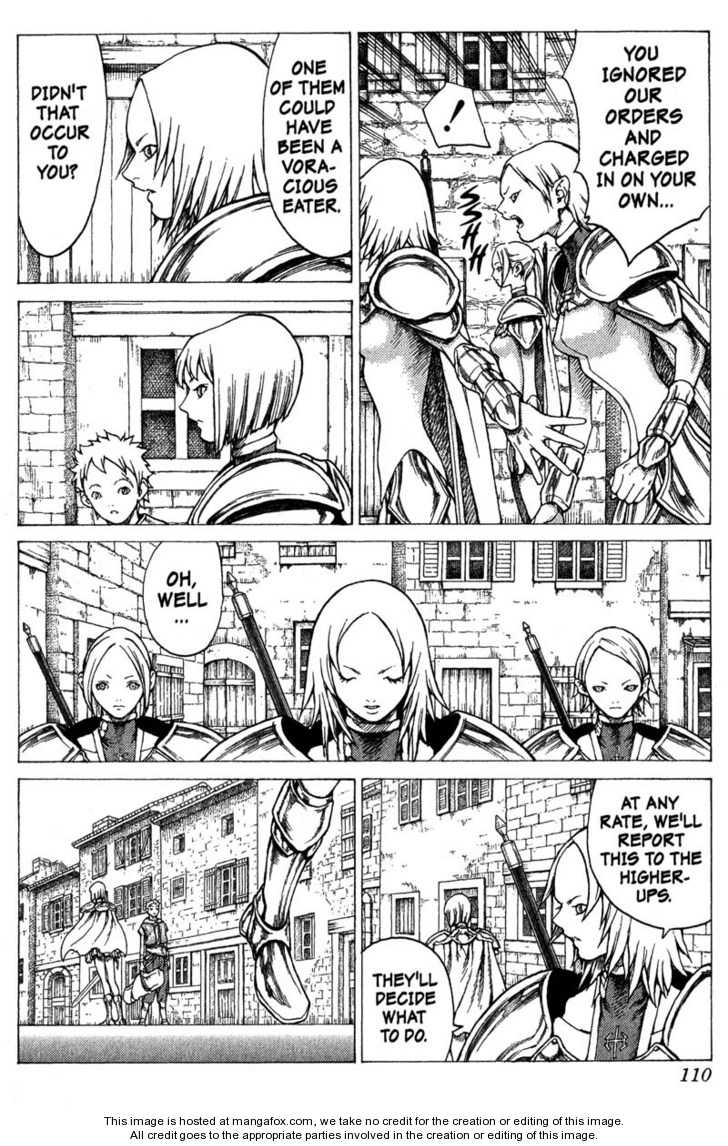 YOU
IGNORED
OUR
ORDERS
AND
CHARGED
IN ON YOUR
OWN...
!
SSHH
ONE
OF THEM
COULD
HAVE
BEEN A
VORA-
CIOUS
EATER.
DIDN'T
THAT
OCCUR
TO
YOU?
OH,
WELL
...
AT ANY
RATE, WE'LL
REPORT
THIS TO THE
HIGHER-
UPS.
THEY'LL
DECIDE
WHAT
TO DO.
110
This image is hosted at mangafox.com, we take no credit for the creation or editing of this image.
All credit goes to the appropriate parties involved in the creation or editing of this image.